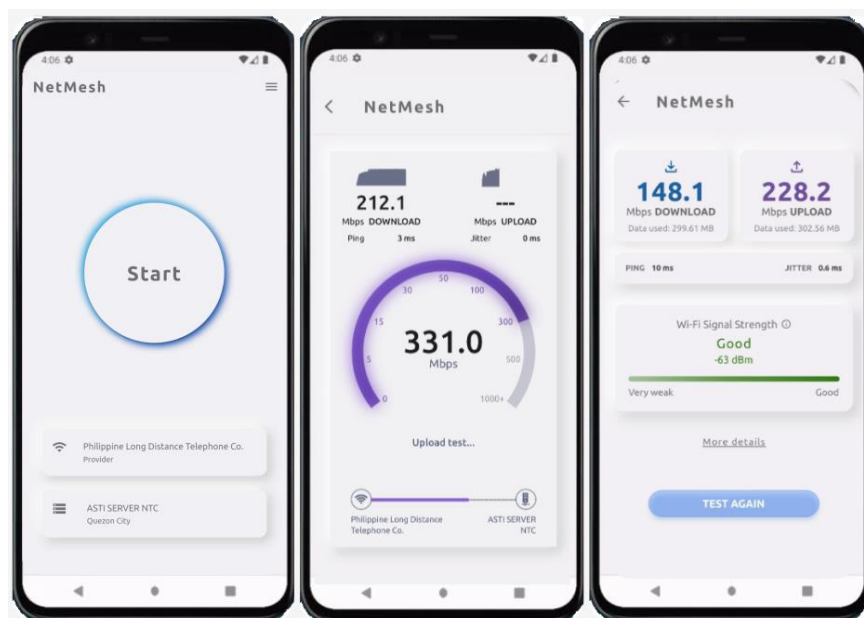 4:06
NetMesh
Start
Philippine Long Distance Telephone Co.
Provider
ASTI SERVER NTC
Quezon City
4:06
NetMesh
212.1
Mbps DOWNLOAD
Ping 3 ms
---
Mbps UPLOAD
Jitter 0 ms
0
5
15
30
50
100
300
500
1000+
331.0
Mbps
Upload test...
Philippine Long Distance
Telephone Co.
ASTI SERVER
NTC
4:06
NetMesh
148.1
Mbps DOWNLOAD
Data used: 299.61 MB
228.2
Mbps UPLOAD
Data used: 302.56 MB
PING 10 ms
JITTER 0.6 ms
Wi-Fi Signal Strength
Good
-63 dBm
Very weak
Good
More details
TEST AGAIN